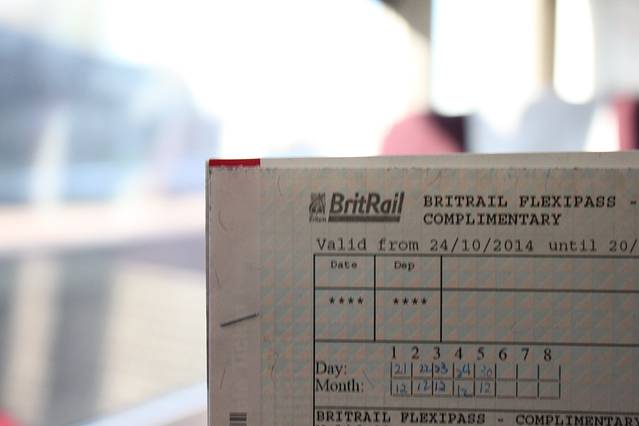 BritRail
BRITRAIL FLEXIPASS -
COMPLIMENTARY
Valid from 24/10/2014 until 20/
Date Dep
**** ****
1 2 3 4 5 6 7 8
Day: 21 22 23 24 20
Month: 12 12 12 12 12
BRITRAIL FLEXIPASS - COMPLIMENTARY